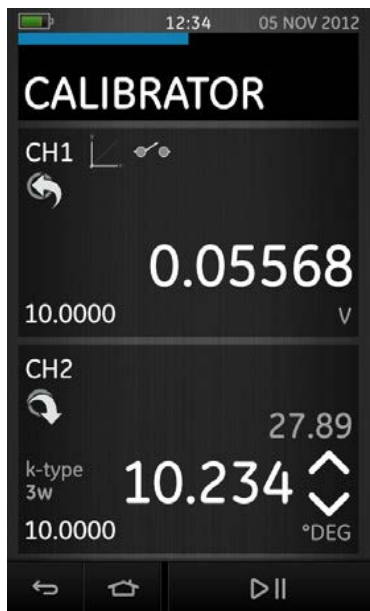 12:34 05 NOV 2012
CALIBRATOR
CH1
0.05568
10.0000 V
CH2
27.89
k-type
3w
10.234
10.0000 °DEG